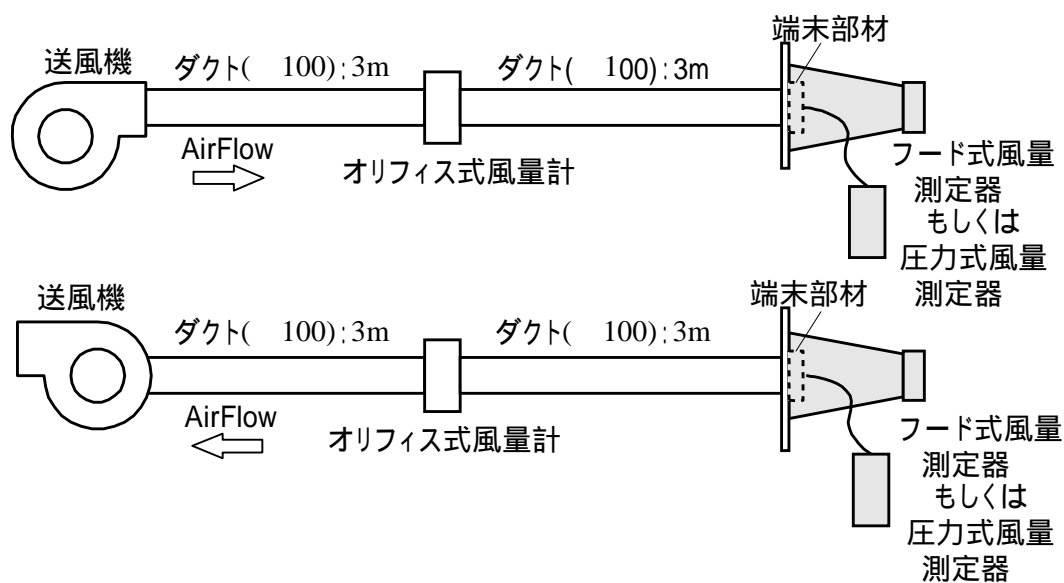 端末部材
送風機
ダクト( 100):3m
ダクト( 100):3m
AirFlow
オリフィス式風量計
フード式風量
測定器
もしくは
圧力式風量
測定器
送風機
端末部材
ダクト( 100):3m
ダクト( 100):3m
AirFlow
オリフィス式風量計
フード式風量
測定器
もしくは
圧力式風量
測定器